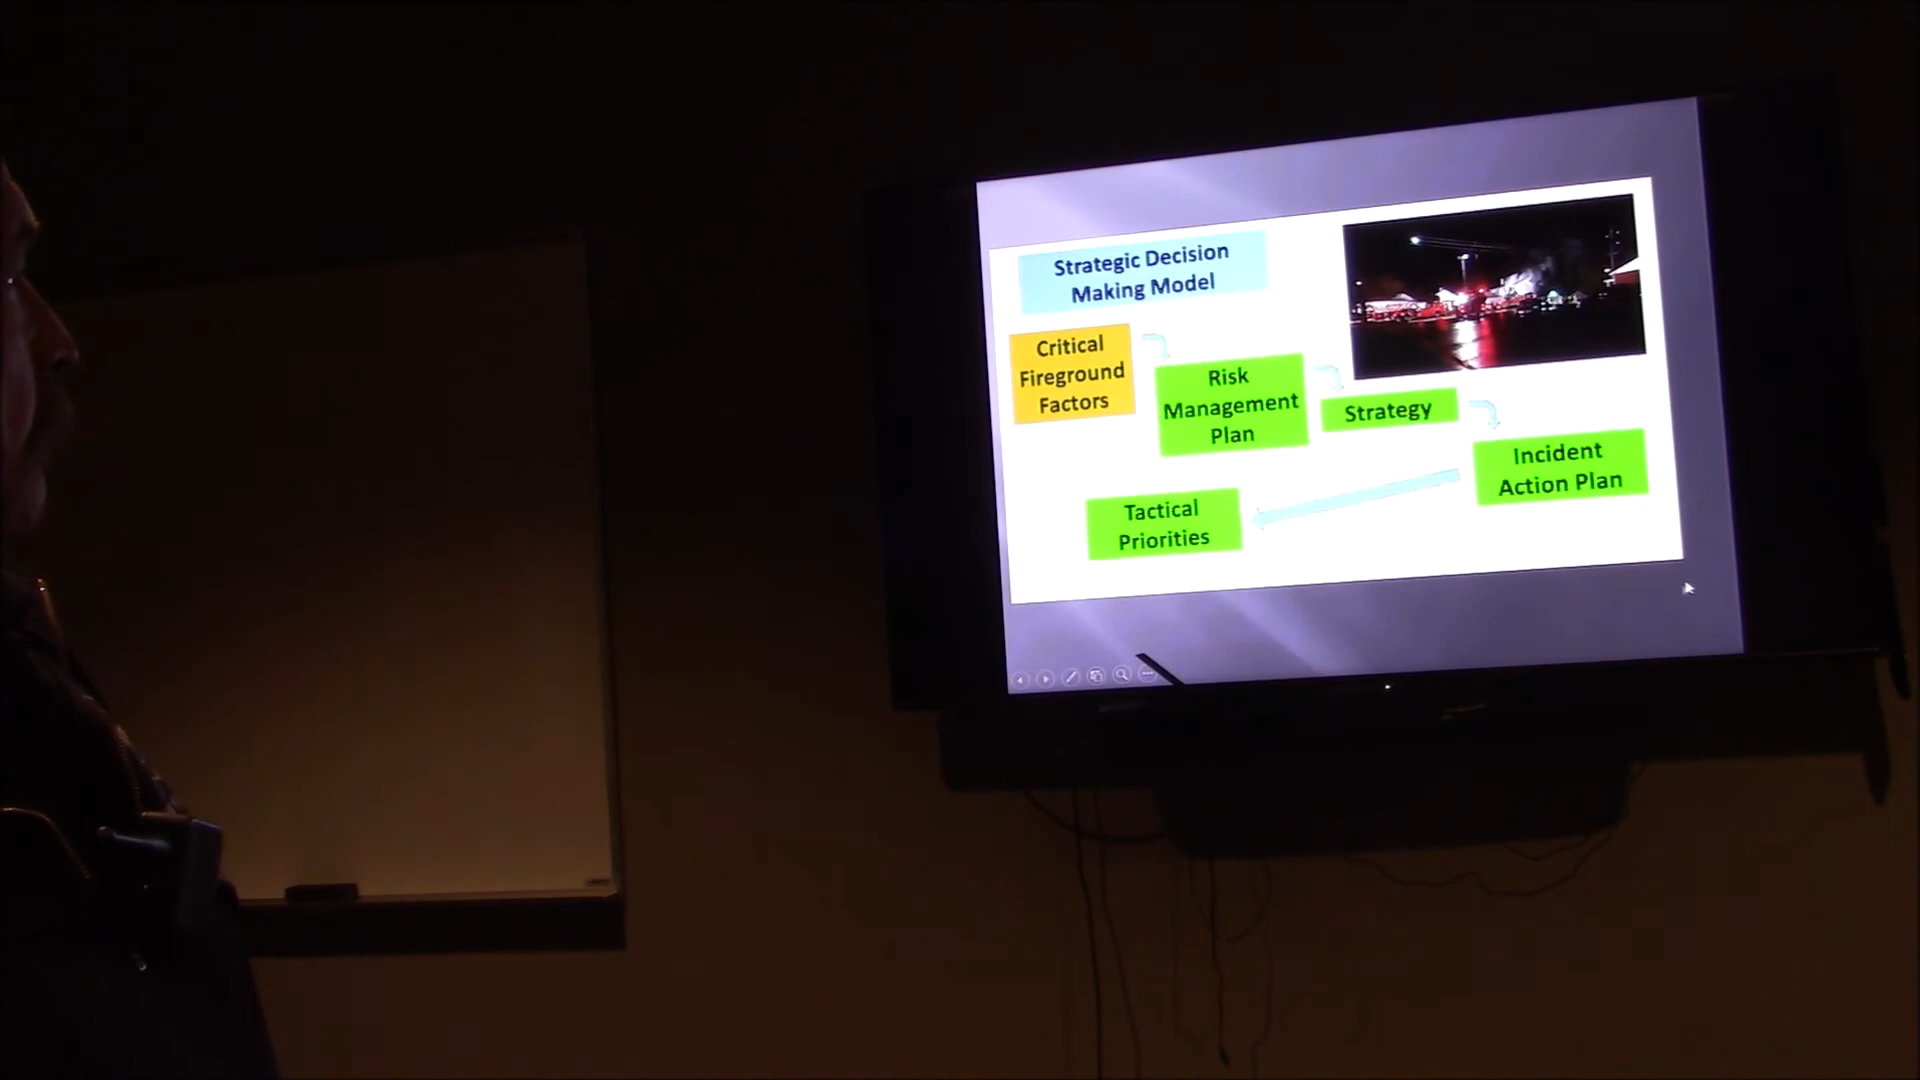 Strategic Decision
Making Model
Critical
Fireground
Factors
Risk
Management
Plan
Strategy
Incident
Action Plan
Tactical
Priorities